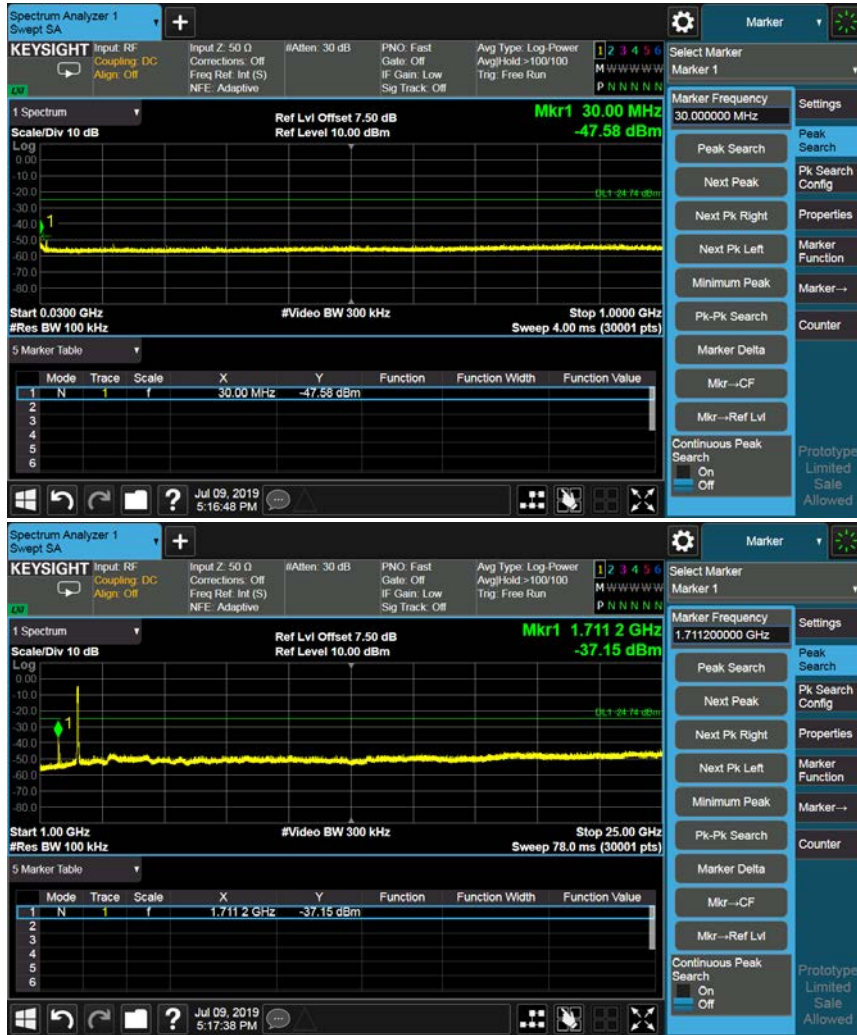 Spectrum Analyzer 1
Swept SA
+
Marker
KEYSIGHT
Input: RF
Coupling: DC
Align: Off
Input Z: 50 Ω
Corrections: Off
Freq Ref: Int (S)
NFE: Adaptive
#Atten: 30 dB
PNO: Fast
Gate: Off
IF Gain: Low
Sig Track: Off
Avg Type: Log-Power
Avg|Hold:>100/100
Trig: Free Run
1 2 3 4 5 6
M W W W W W
P N N N N N
LXI
Select Marker
Marker 1
1 Spectrum
Scale/Div 10 dB
Ref Lvl Offset 7.50 dB
Ref Level 10.00 dBm
Mkr1 30.00 MHz
-47.58 dBm
Log
0.00
-10.0
-20.0
-30.0
-40.0
-50.0
-60.0
-70.0
-80.0
1
DL1 -24.74 dBm
Start 0.0300 GHz
#Res BW 100 kHz
#Video BW 300 kHz
Stop 1.0000 GHz
Sweep 4.00 ms (30001 pts)
5 Marker Table
Mode Trace Scale X Y Function Function Width Function Value
1 N 1 f 30.00 MHz -47.58 dBm
2
3
4
5
6
Jul 09, 2019
5:16:48 PM
Marker Frequency
30.000000 MHz
Peak Search
Next Peak
Next Pk Right
Next Pk Left
Minimum Peak
Pk-Pk Search
Marker Delta
Mkr→CF
Mkr→Ref Lvl
Continuous Peak
Search
On
Off
Settings
Peak
Search
Pk Search
Config
Properties
Marker
Function
Marker→
Counter
Prototype
Limited
Sale
Allowed
Spectrum Analyzer 1
Swept SA
+
Marker
KEYSIGHT
Input: RF
Coupling: DC
Align: Off
Input Z: 50 Ω
Corrections: Off
Freq Ref: Int (S)
NFE: Adaptive
#Atten: 30 dB
PNO: Fast
Gate: Off
IF Gain: Low
Sig Track: Off
Avg Type: Log-Power
Avg|Hold:>100/100
Trig: Free Run
1 2 3 4 5 6
M W W W W W
P N N N N N
LXI
Select Marker
Marker 1
1 Spectrum
Scale/Div 10 dB
Ref Lvl Offset 7.50 dB
Ref Level 10.00 dBm
Mkr1 1.711 2 GHz
-37.15 dBm
Log
0.00
-10.0
-20.0
-30.0
-40.0
-50.0
-60.0
-70.0
-80.0
1
DL1 -24.74 dBm
Start 1.00 GHz
#Res BW 100 kHz
#Video BW 300 kHz
Stop 25.00 GHz
Sweep 78.0 ms (30001 pts)
5 Marker Table
Mode Trace Scale X Y Function Function Width Function Value
1 N 1 f 1.711 2 GHz -37.15 dBm
2
3
4
5
6
Jul 09, 2019
5:17:38 PM
Marker Frequency
1.711200000 GHz
Peak Search
Next Peak
Next Pk Right
Next Pk Left
Minimum Peak
Pk-Pk Search
Marker Delta
Mkr→CF
Mkr→Ref Lvl
Continuous Peak
Search
On
Off
Settings
Peak
Search
Pk Search
Config
Properties
Marker
Function
Marker→
Counter
Prototype
Limited
Sale
Allowed